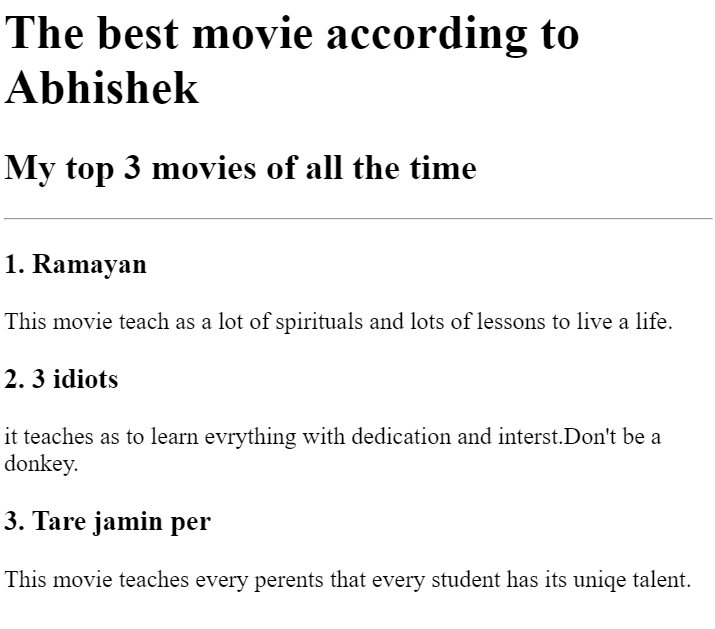 The best movie according to
Abhishek
My top 3 movies of all the time
1. Ramayan
This movie teach as a lot of spirituals and lots of lessons to live a life.
2. 3 idiots
it teaches as to learn evrything with dedication and interst.Don't be a
donkey.
3. Tare jamin per
This movie teaches every perents that every student has its uniqe talent.